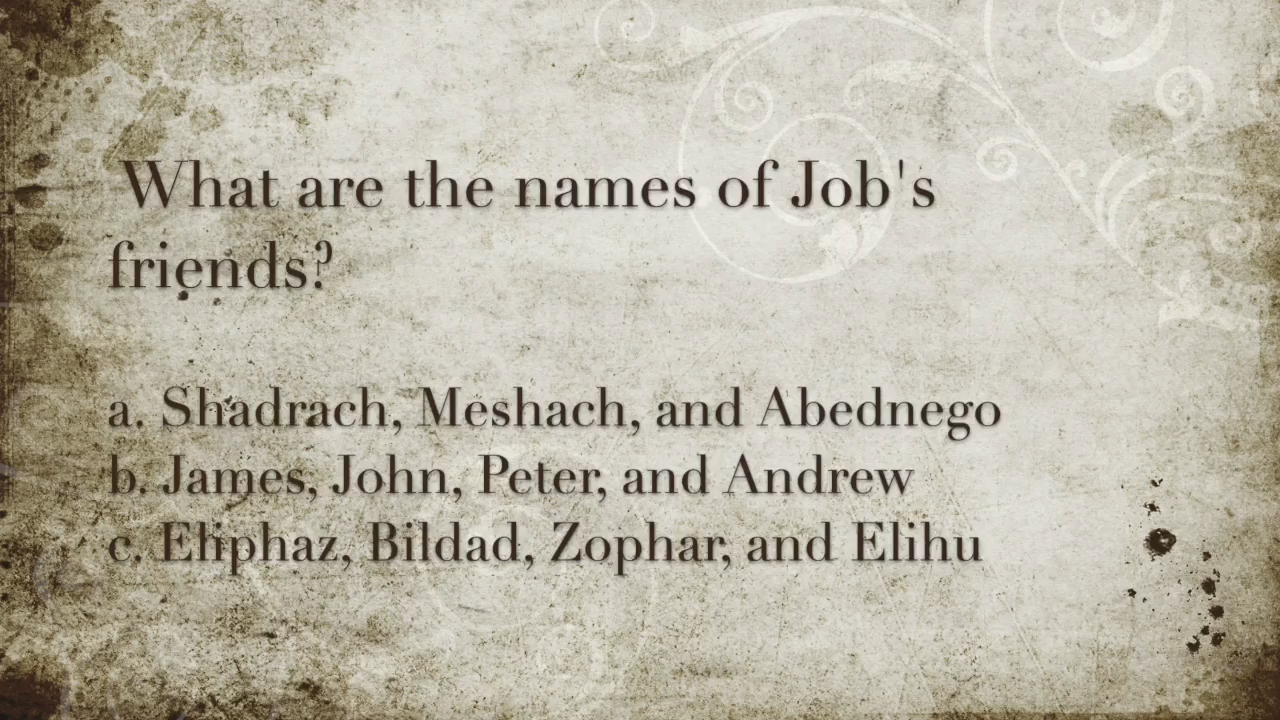 What are the names of Job's
friends?
a. Shadrach, Meshach, and Abednego
b. James, John, Peter, and Andrew
c. Eliphaz, Bildad, Zophar, and Elihu